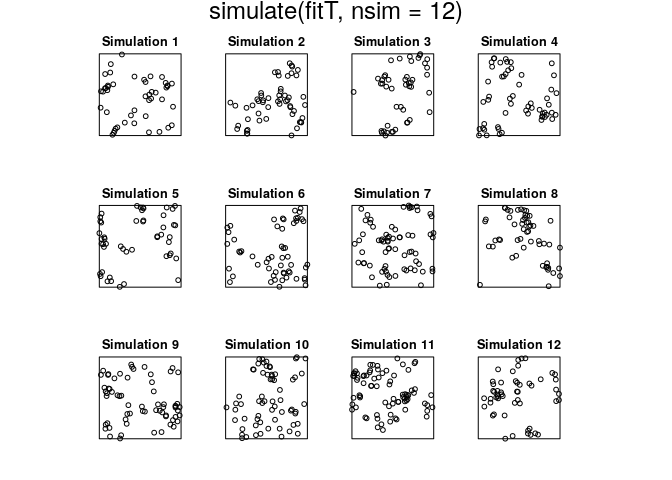 simulate(fitT, nsim = 12)
Simulation 1
Simulation 2
Simulation 3
Simulation 4
Simulation 5
Simulation 6
Simulation 7
Simulation 8
Simulation 9
Simulation 10
Simulation 11
Simulation 12